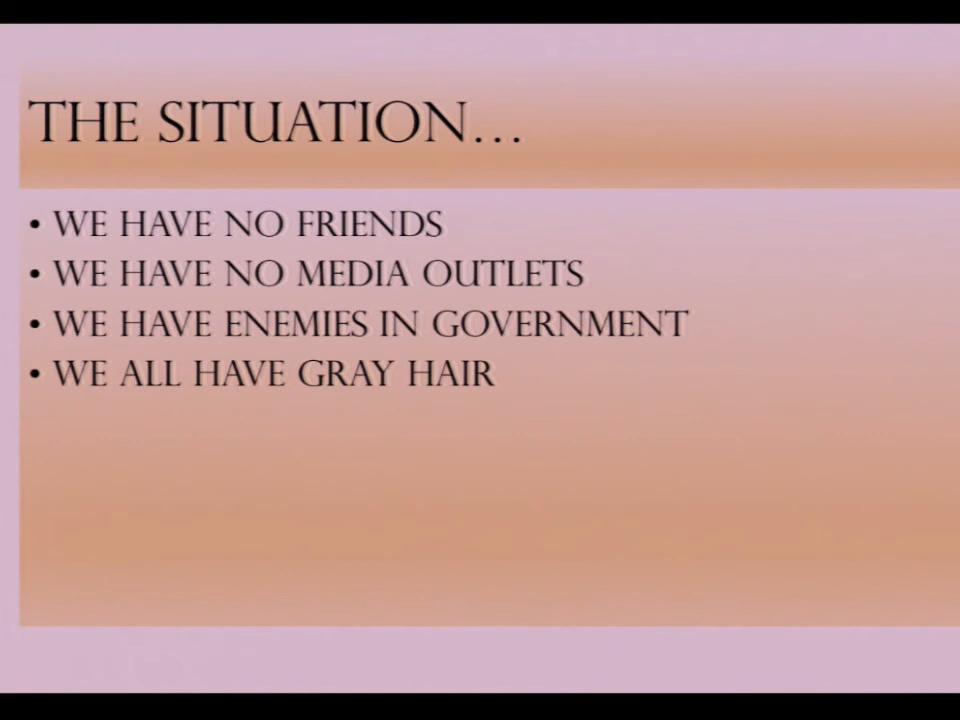 THE SITUATION...
• WE HAVE NO FRIENDS
• WE HAVE NO MEDIA OUTLETS
• WE HAVE ENEMIES IN GOVERNMENT
• WE ALL HAVE GRAY HAIR